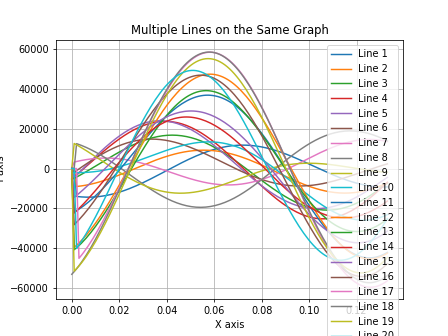 Multiple Lines on the Same Graph
60000
40000
20000
0
−20000
−40000
−60000
0.00
0.02
0.04
0.06
0.08
0.10
X axis
axis
Line 1
Line 2
Line 3
Line 4
Line 5
Line 6
Line 7
Line 8
Line 9
Line 10
Line 11
Line 12
Line 13
Line 14
Line 15
Line 16
Line 17
Line 18
Line 19
Line 20